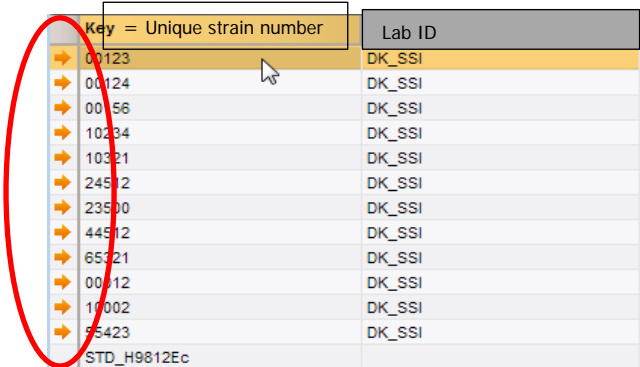 Key = Unique strain number	Lab ID
00123	DK_SSI
00124	DK_SSI
00156	DK_SSI
10234	DK_SSI
10321	DK_SSI
24512	DK_SSI
23500	DK_SSI
44512	DK_SSI
65321	DK_SSI
00012	DK_SSI
10002	DK_SSI
55423	DK_SSI
STD_H9812Ec